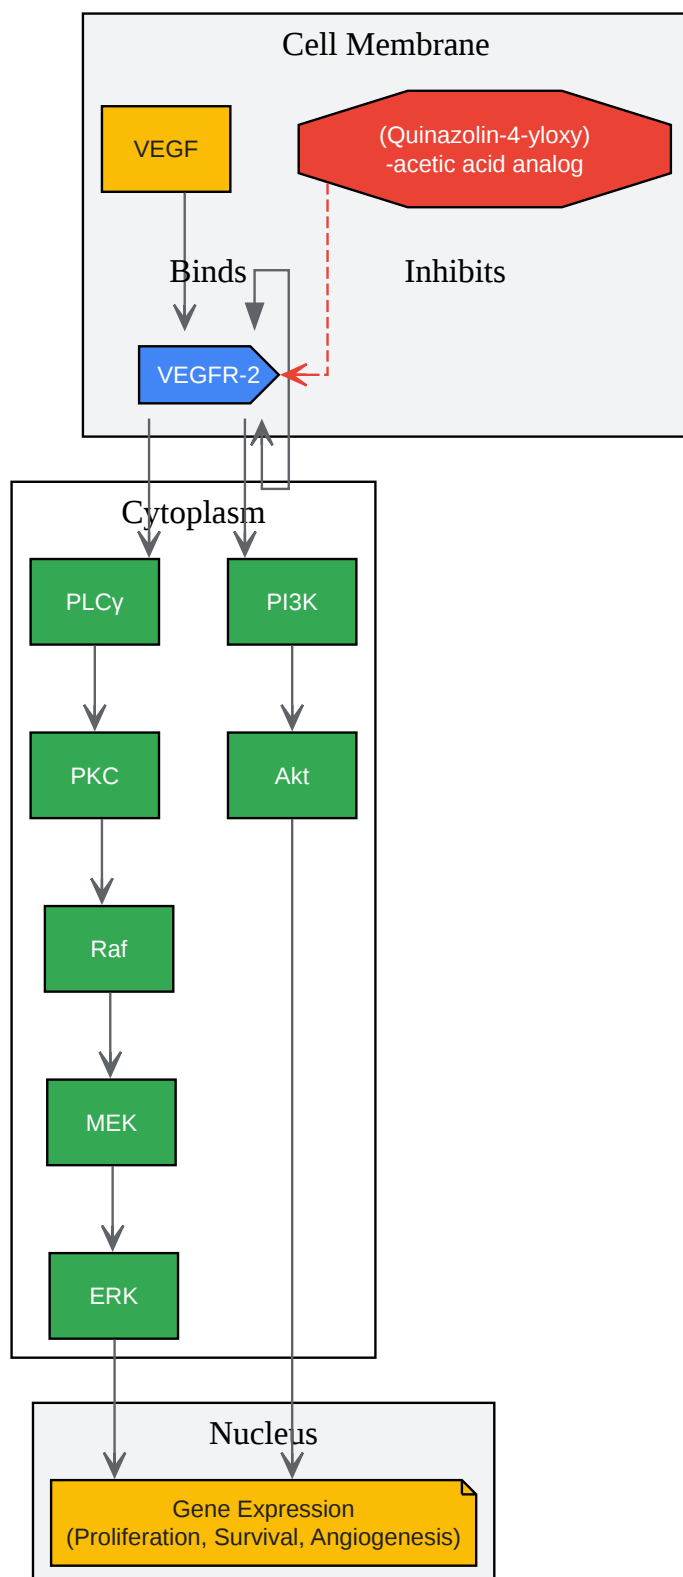 Cell Membrane
VEGF
(Quinazolin-4-yloxy)
-acetic acid analog
Binds
Inhibits
VEGFR-2
Cytoplasm
PLCγ
PI3K
PKC
Akt
Raf
MEK
ERK
Nucleus
Gene Expression
(Proliferation, Survival, Angiogenesis)